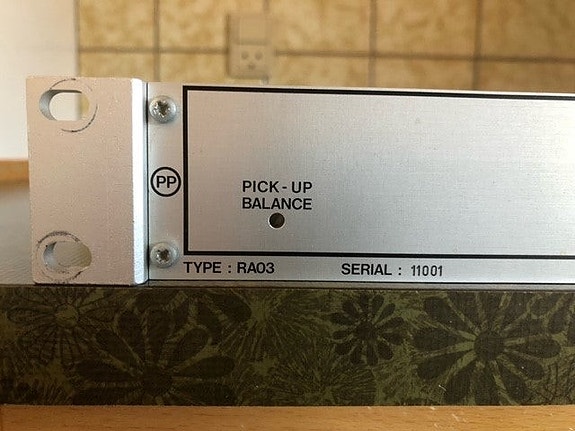 PP
PICK - UP
BALANCE
TYPE : RA03 SERIAL : 11001